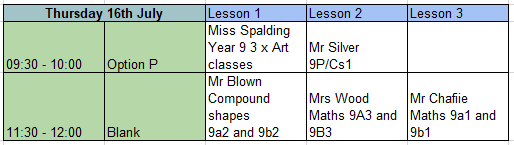 Thursday 16th July Lesson 1 Lesson 2 Lesson 3
Miss Spalding
Year 9 3 x Art
classes
Mr Silver
9P/Cs1
09:30 - 10:00 Option P
Mr Blown
Compound
shapes
9a2 and 9b2
Mrs Wood
Maths 9A3 and
9B3
Mr Chafiie
Maths 9a1 and
9b1
11:30 - 12:00 Blank